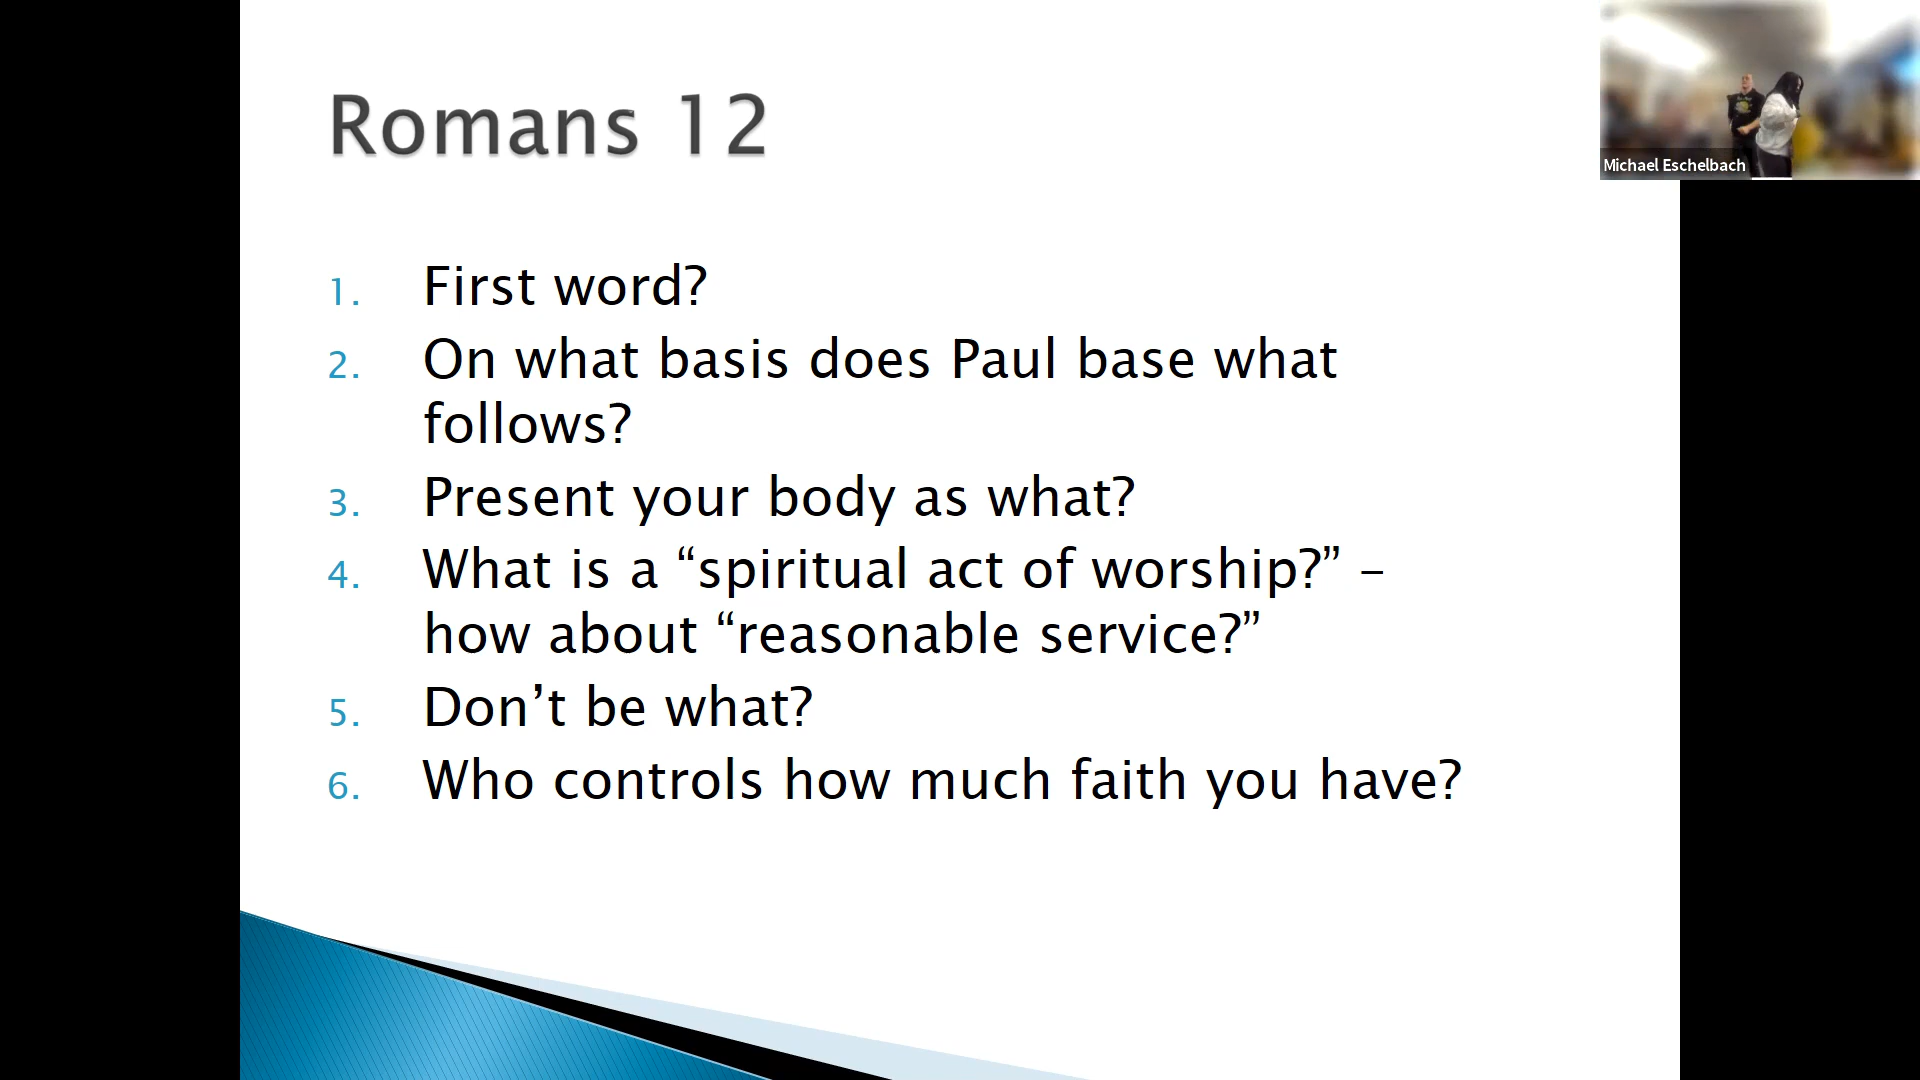 Romans 12
Michael Eschelbach
1. First word?
2. On what basis does Paul base what
follows?
3. Present your body as what?
4. What is a “spiritual act of worship?” –
how about “reasonable service?”
5. Don’t be what?
6. Who controls how much faith you have?